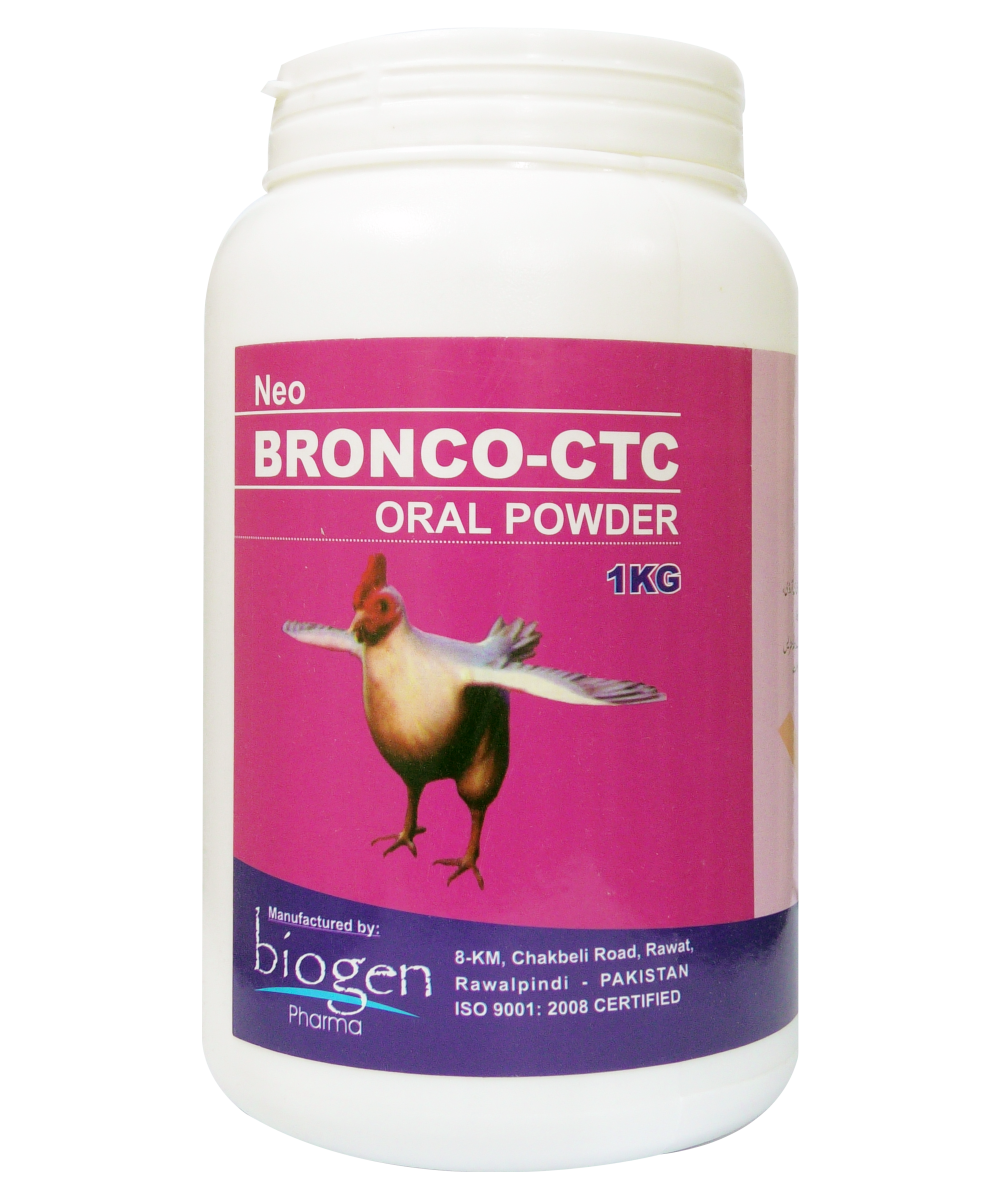 Neo
BRONCO-CTC
ORAL POWDER
1KG
Manufactured by:
biogen
Pharma
8-KM, Chakbeli Road, Rawat,
Rawalpindi - PAKISTAN
ISO 9001: 2008 CERTIFIED